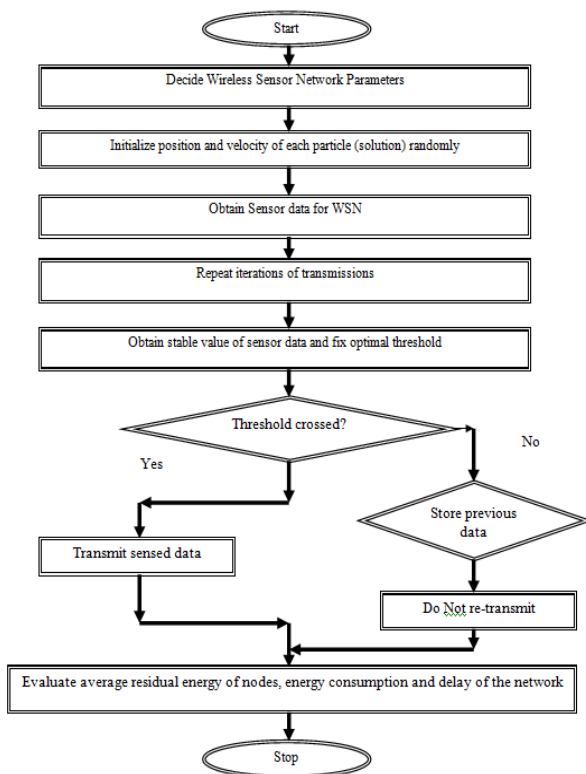 Start
Decide Wireless Sensor Network Parameters
Initialize position and velocity of each particle (solution) randomly
Obtain Sensor data for WSN
Repeat iterations of transmissions
Obtain stable value of sensor data and fix optimal threshold
Threshold crossed?
No
Yes
Store previous
data
Transmit sensed data
Do Not re-transmit
Evaluate average residual energy of nodes, energy consumption and delay of the network
Stop